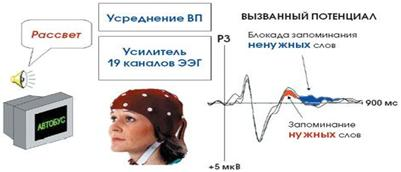 Рассвет
АВТОБУС
Усреднение ВП
Усилитель
19 каналов ЭЭГ
ВЫЗВАННЫЙ ПОТЕНЦИАЛ
P3
Блокада запоминания
ненужных слов
900 мс
Запоминание
нужных слов
+5 мкВ